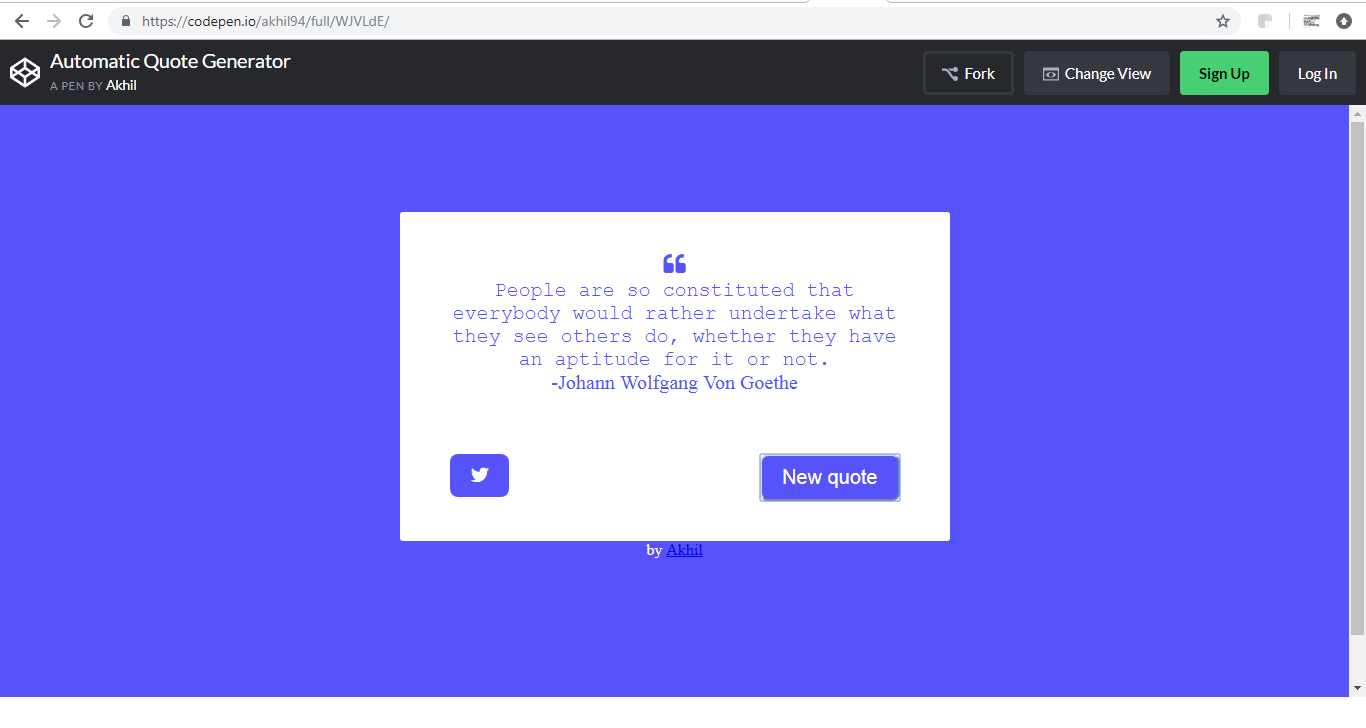 https://codepen.io/akhil94/full/WJVLdE/
Automatic Quote Generator
A PEN BY Akhil
Fork
Change View
Sign Up
Log In
People are so constituted that
everybody would rather undertake what
they see others do, whether they have
an aptitude for it or not.
-Johann Wolfgang Von Goethe
New quote
by Akhil